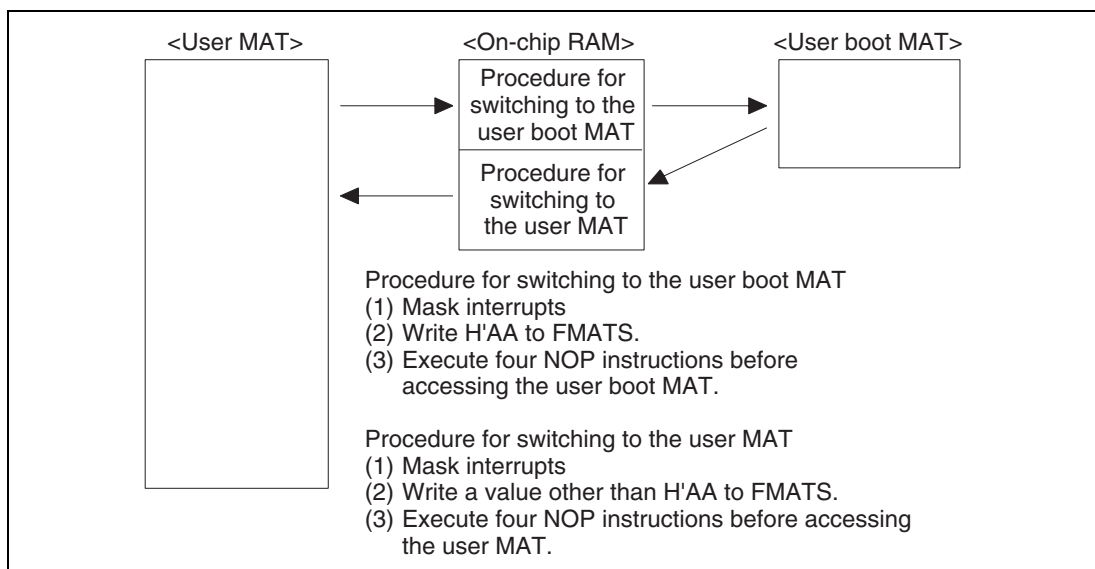 <User MAT>
<On-chip RAM>
<User boot MAT>
Procedure for
switching to the
user boot MAT
Procedure for
switching to
the user MAT
Procedure for switching to the user boot MAT
(1) Mask interrupts
(2) Write H'AA to FMATS.
(3) Execute four NOP instructions before
accessing the user boot MAT.
Procedure for switching to the user MAT
(1) Mask interrupts
(2) Write a value other than H'AA to FMATS.
(3) Execute four NOP instructions before accessing
the user MAT.